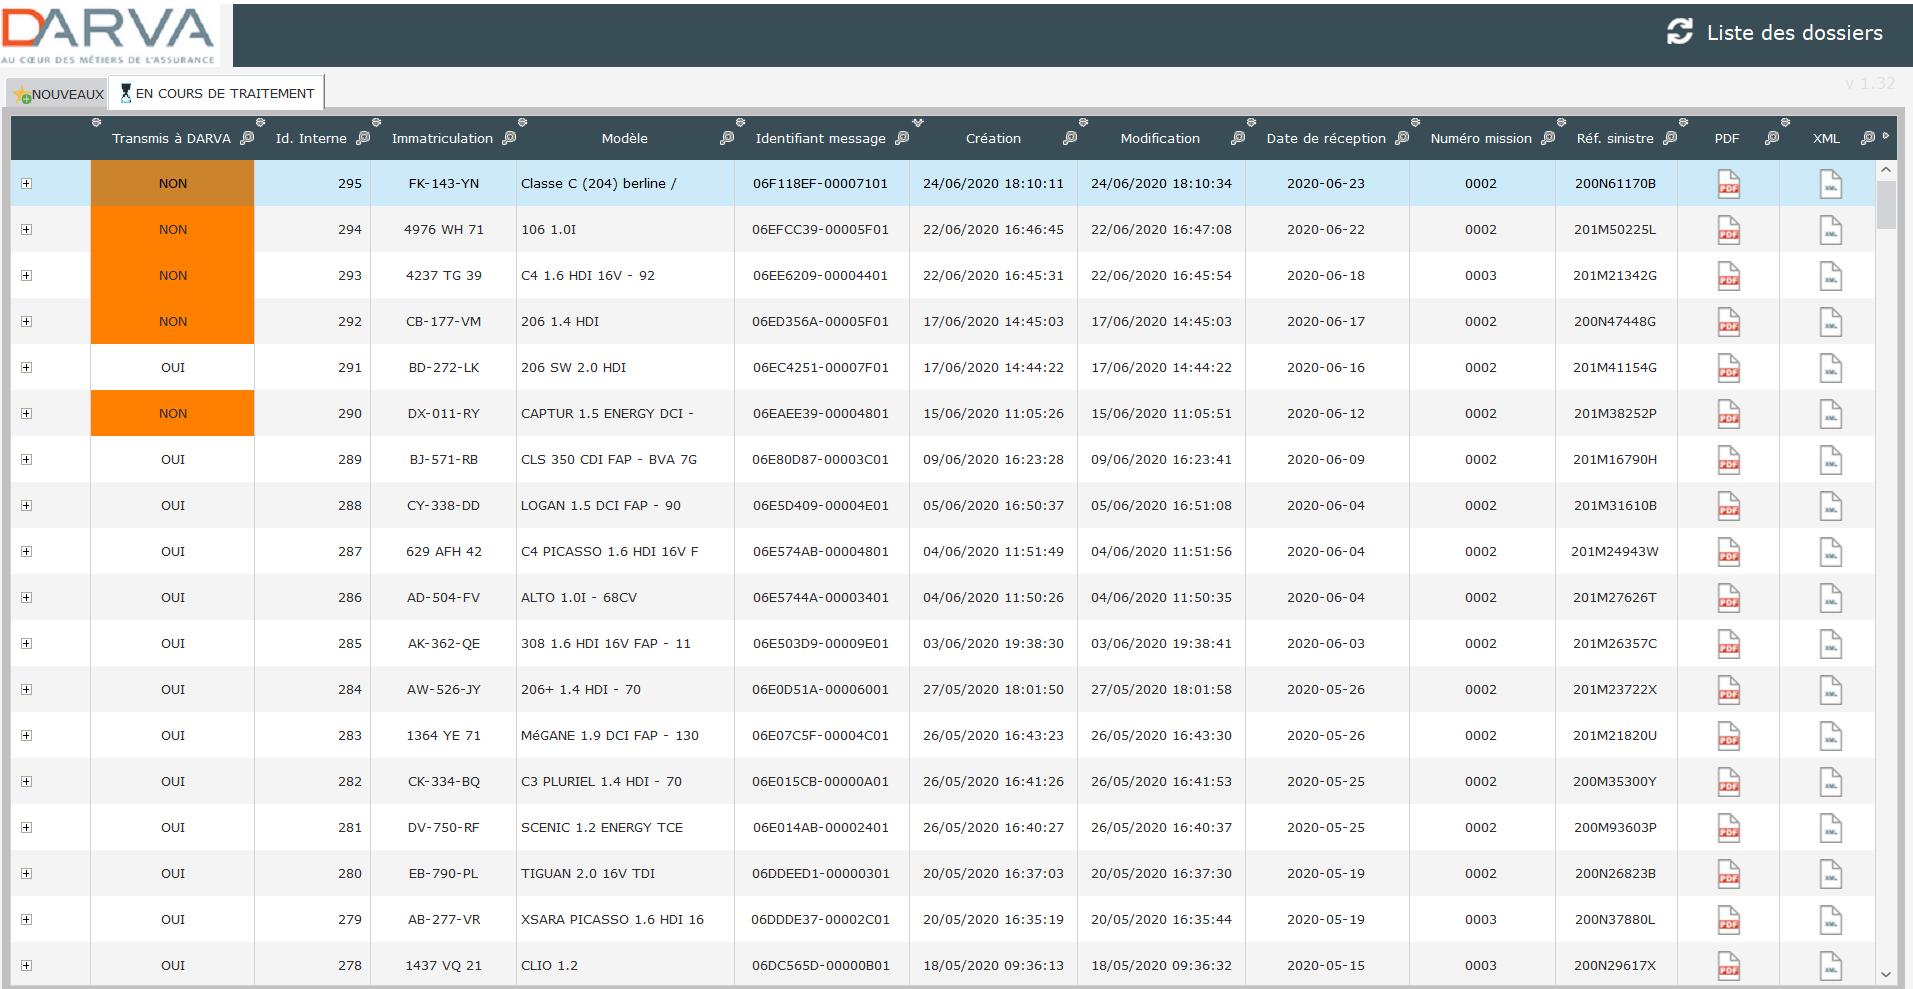 DARVA
AU CŒUR DES MÉTIERS DE L'ASSURANCE
Liste des dossiers
NOUVEAUX EN COURS DE TRAITEMENT
v 1.32
Transmis à DARVA Id. Interne Immatriculation Modèle Identifiant message Création Modification Date de réception Numéro mission Réf. sinistre PDF XML
NON 295 FK-143-YN Classe C (204) berline / 06F118EF-00007101 24/06/2020 18:10:11 24/06/2020 18:10:34 2020-06-23 0002 200N61170B PDF XML
NON 294 4976 WH 71 106 1.0I 06EFCC39-00005F01 22/06/2020 16:46:45 22/06/2020 16:47:08 2020-06-22 0002 201M50225L PDF XML
NON 293 4237 TG 39 C4 1.6 HDI 16V - 92 06EE6209-00004401 22/06/2020 16:45:31 22/06/2020 16:45:54 2020-06-18 0003 201M21342G PDF XML
NON 292 CB-177-VM 206 1.4 HDI 06ED356A-00005F01 17/06/2020 14:45:03 17/06/2020 14:45:03 2020-06-17 0002 200N47448G PDF XML
OUI 291 BD-272-LK 206 SW 2.0 HDI 06EC4251-00007F01 17/06/2020 14:44:22 17/06/2020 14:44:22 2020-06-16 0002 201M41154G PDF XML
NON 290 DX-011-RY CAPTUR 1.5 ENERGY DCI - 06EAEE39-00004801 15/06/2020 11:05:26 15/06/2020 11:05:51 2020-06-12 0002 201M38252P PDF XML
OUI 289 BJ-571-RB CLS 350 CDI FAP - BVA 7G 06E80D87-00003C01 09/06/2020 16:23:28 09/06/2020 16:23:41 2020-06-09 0002 201M16790H PDF XML
OUI 288 CY-338-DD LOGAN 1.5 DCI FAP - 90 06E5D409-00004E01 05/06/2020 16:50:37 05/06/2020 16:51:08 2020-06-04 0002 201M31610B PDF XML
OUI 287 629 AFH 42 C4 PICASSO 1.6 HDI 16V F 06E574AB-00004801 04/06/2020 11:51:49 04/06/2020 11:51:56 2020-06-04 0002 201M24943W PDF XML
OUI 286 AD-504-FV ALTO 1.0I - 68CV 06E5744A-00003401 04/06/2020 11:50:26 04/06/2020 11:50:35 2020-06-04 0002 201M27626T PDF XML
OUI 285 AK-362-QE 308 1.6 HDI 16V FAP - 11 06E503D9-00009E01 03/06/2020 19:38:30 03/06/2020 19:38:41 2020-06-03 0002 201M26357C PDF XML
OUI 284 AW-526-JY 206+ 1.4 HDI - 70 06E0D51A-00006001 27/05/2020 18:01:50 27/05/2020 18:01:58 2020-05-26 0002 201M23722X PDF XML
OUI 283 1364 YE 71 MéGANE 1.9 DCI FAP - 130 06E07C5F-00004C01 26/05/2020 16:43:23 26/05/2020 16:43:30 2020-05-26 0002 201M21820U PDF XML
OUI 282 CK-334-BQ C3 PLURIEL 1.4 HDI - 70 06E015CB-00000A01 26/05/2020 16:41:26 26/05/2020 16:41:53 2020-05-25 0002 200M35300Y PDF XML
OUI 281 DV-750-RF SCENIC 1.2 ENERGY TCE 06E014AB-00002401 26/05/2020 16:40:27 26/05/2020 16:40:37 2020-05-25 0002 200M93603P PDF XML
OUI 280 EB-790-PL TIGUAN 2.0 16V TDI 06DDEED1-00000301 20/05/2020 16:37:03 20/05/2020 16:37:30 2020-05-19 0002 200N26823B PDF XML
OUI 279 AB-277-VR XSARA PICASSO 1.6 HDI 16 06DDDE37-00002C01 20/05/2020 16:35:19 20/05/2020 16:35:44 2020-05-19 0003 200N37880L PDF XML
OUI 278 1437 VQ 21 CLIO 1.2 06DC565D-00000B01 18/05/2020 09:36:13 18/05/2020 09:36:32 2020-05-15 0003 200N29617X PDF XML